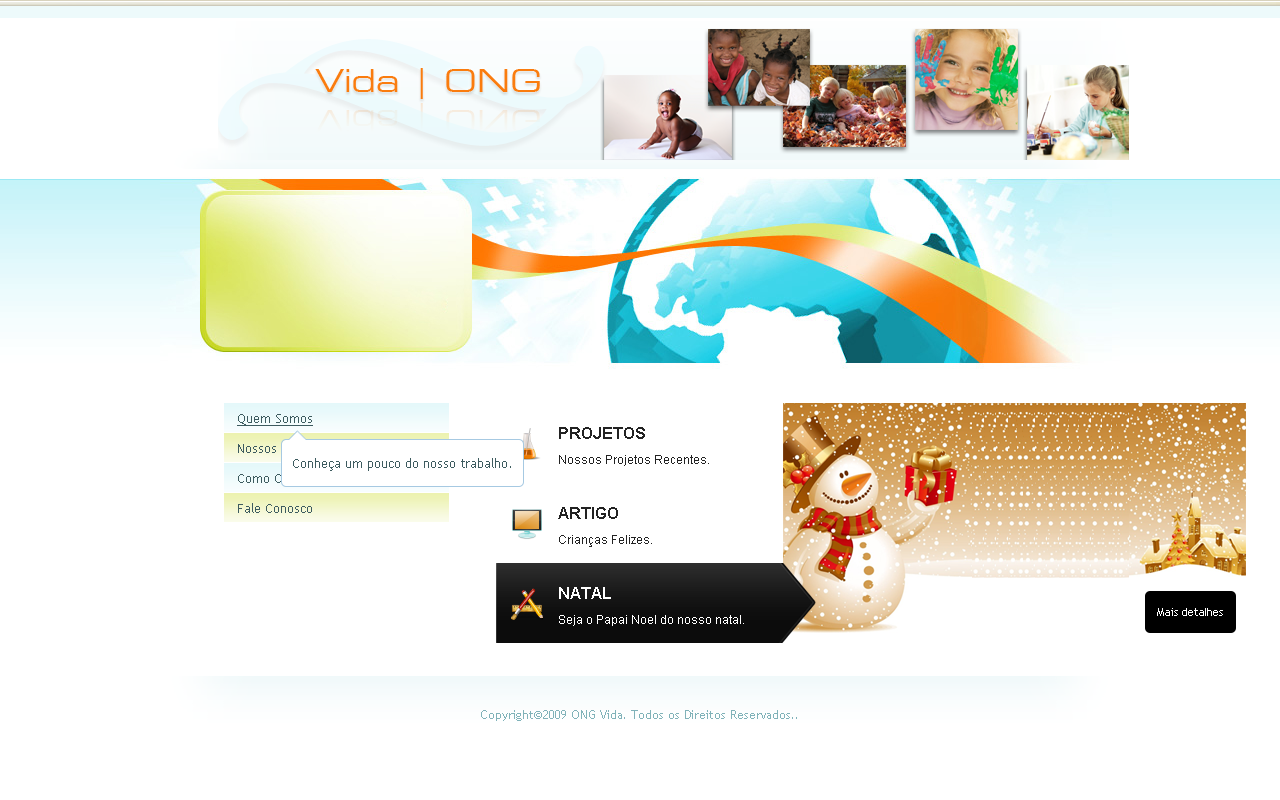 Vida | ONG
Quem Somos
Nossos
Conheça um pouco do nosso trabalho.
Como
Fale Conosco
PROJETOS
Nossos Projetos Recentes.
ARTIGO
Crianças Felizes.
NATAL
Seja o Papai Noel do nosso natal.
Mais detalhes
Copyright©2009 ONG Vida. Todos os Direitos Reservados..